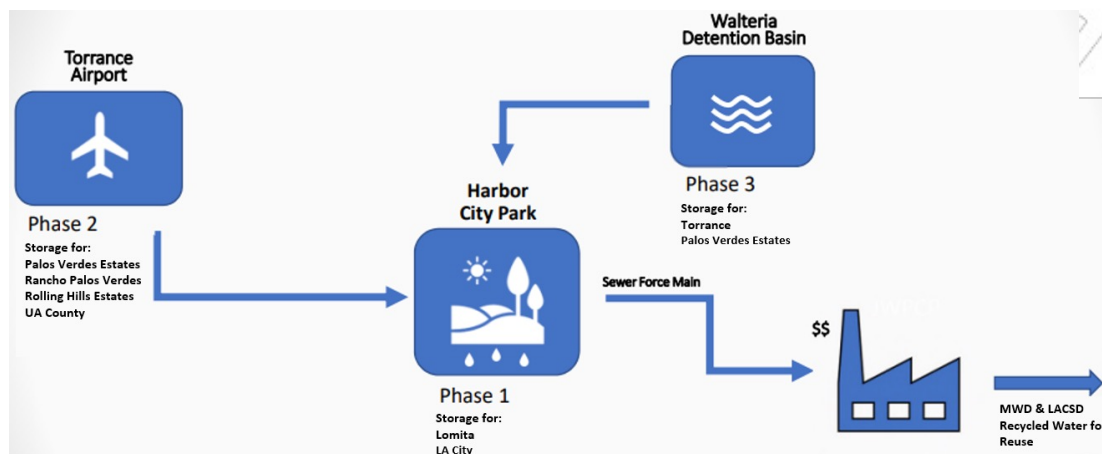 Torrance
Airport
Phase 2
Storage for:
Palos Verdes Estates
Rancho Palos Verdes
Rolling Hills Estates
UA County
Walteria
Detention Basin
Phase 3
Storage for:
Torrance
Palos Verdes Estates
Harbor
City Park
Phase 1
Storage for:
Lomita
LA City
Sewer Force Main
$$
MWD & LACSD
Recycled Water fo
Reuse